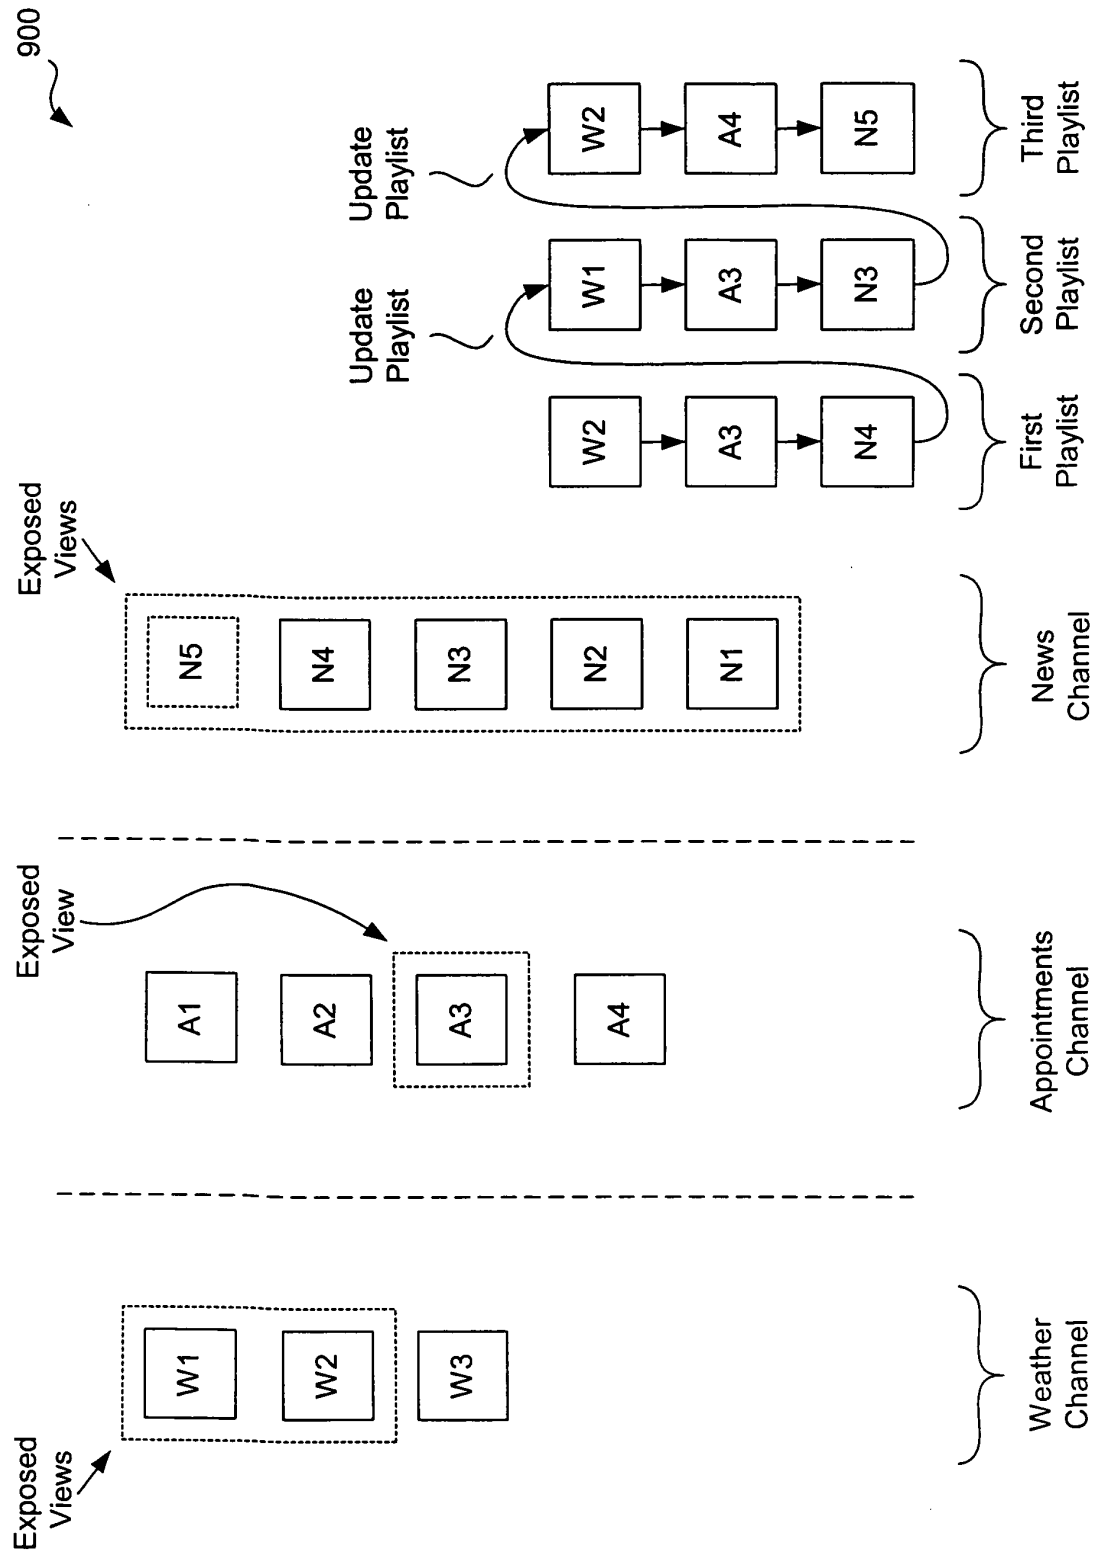 900
Exposed
Views
W1
W2
W3
Weather
Channel
Exposed
View
A1
A2
A3
A4
Appointments
Channel
Exposed
Views
N5
N4
N3
N2
N1
News
Channel
Update
Playlist
Update
Playlist
W2
A3
N4
First
Playlist
W1
A3
N3
Second
Playlist
W2
A4
N5
Third
Playlist